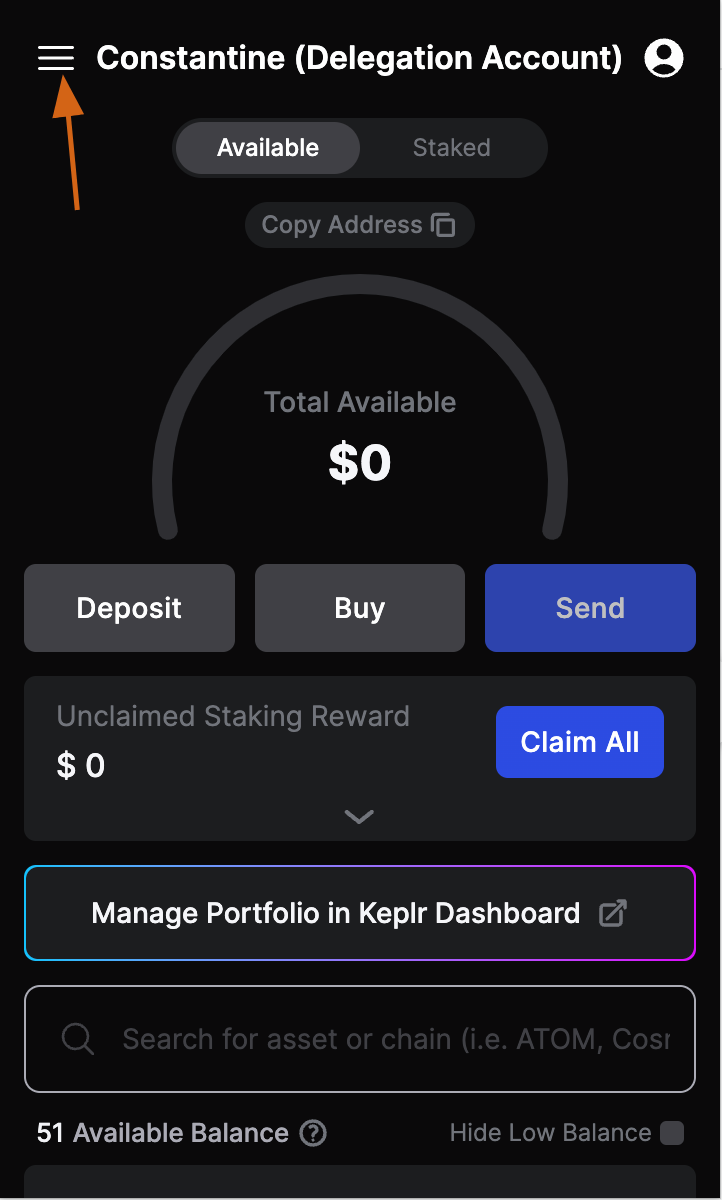 Constantine (Delegation Account)
Available
Staked
Copy Address
Total Available
$0
Deposit
Buy
Send
Unclaimed Staking Reward
$ 0
Claim All
Manage Portfolio in Keplr Dashboard
Search for asset or chain (i.e. ATOM, Cosm
51 Available Balance ?
Hide Low Balance